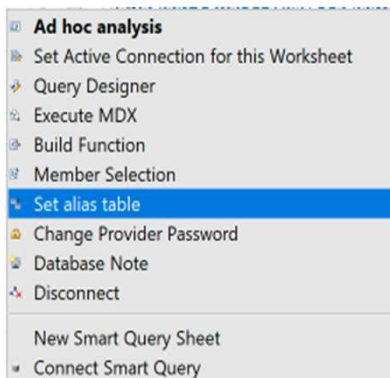 Ad hoc analysis
Set Active Connection for this Worksheet
Query Designer
Execute MDX
Build Function
Member Selection
Set alias table
Change Provider Password
Database Note
Disconnect
New Smart Query Sheet
Connect Smart Query